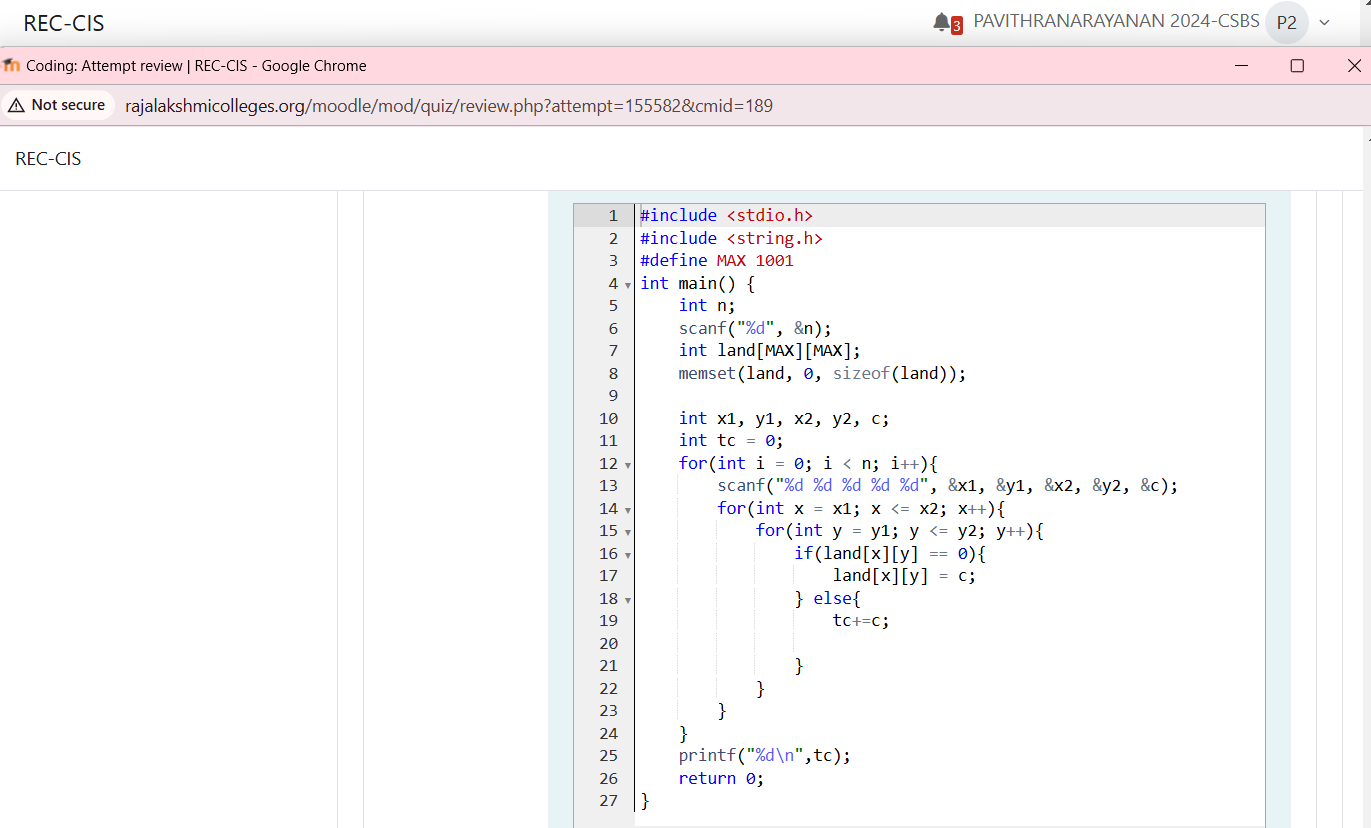 REC-CIS
3 PAVITHRANARAYANAN 2024-CSBS P2
Coding: Attempt review | REC-CIS - Google Chrome
Not secure rajalakshmicolleges.org/moodle/mod/quiz/review.php?attempt=155582&cmid=189
REC-CIS
1 #include <stdio.h>
2 #include <string.h>
3 #define MAX 1001
4 int main() {
5 int n;
6 scanf("%d", &n);
7 int land[MAX][MAX];
8 memset(land, 0, sizeof(land));
9
10 int x1, y1, x2, y2, c;
11 int tc = 0;
12 for(int i = 0; i < n; i++){
13 scanf("%d %d %d %d %d", &x1, &y1, &x2, &y2, &c);
14 for(int x = x1; x <= x2; x++){
15 for(int y = y1; y <= y2; y++){
16 if(land[x][y] == 0){
17 land[x][y] = c;
18 } else{
19 tc+=c;
20
21 }
22 }
23 }
24 }
25 printf("%d\n",tc);
26 return 0;
27 }